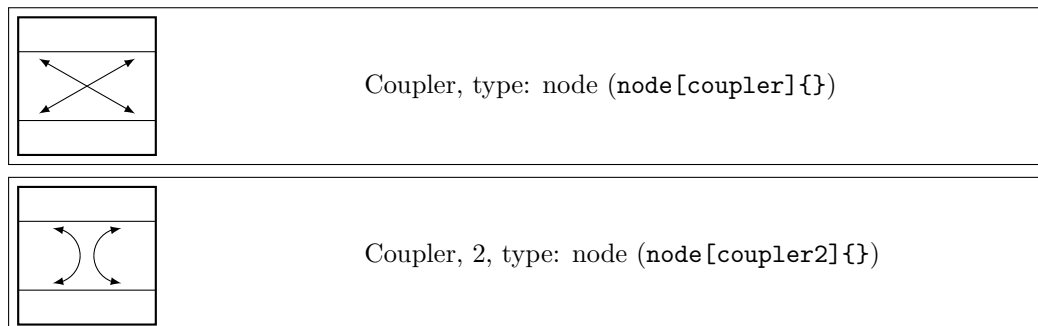 Coupler, type: node (node[coupler]{})
Coupler, 2, type: node (node[coupler2]{})